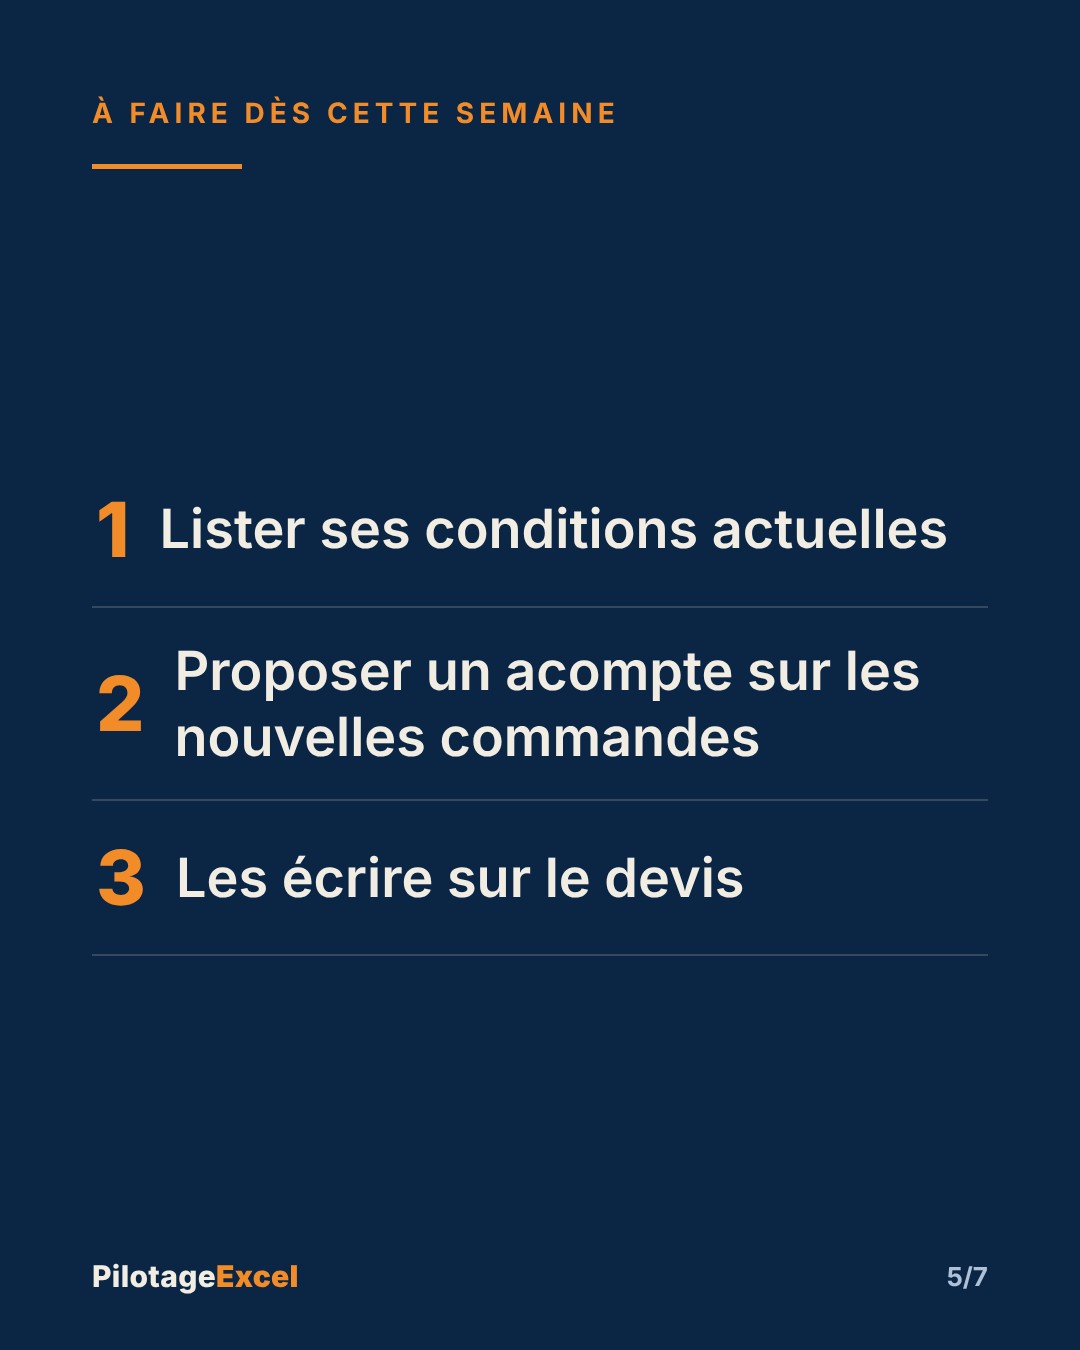 À FAIRE DÈS CETTE SEMAINE
1 Lister ses conditions actuelles
2 Proposer un acompte sur les
nouvelles commandes
3 Les écrire sur le devis
PilotageExcel
5/7